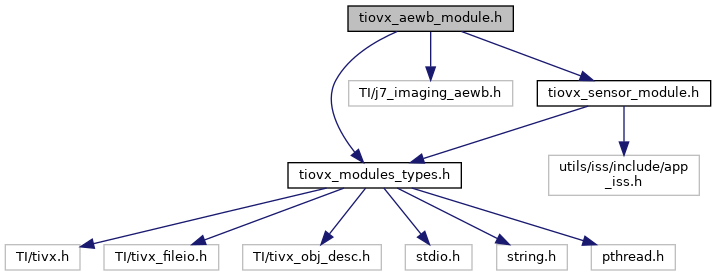 tiovx_aewb_module.h
TI/j7_imaging_aewb.h
tiovx_sensor_module.h
tiovx_modules_types.h
utils/iss/include/app
_iss.h
TI/tivx.h
TI/tivx_fileio.h
TI/tivx_obj_desc.h
stdio.h
string.h
pthread.h